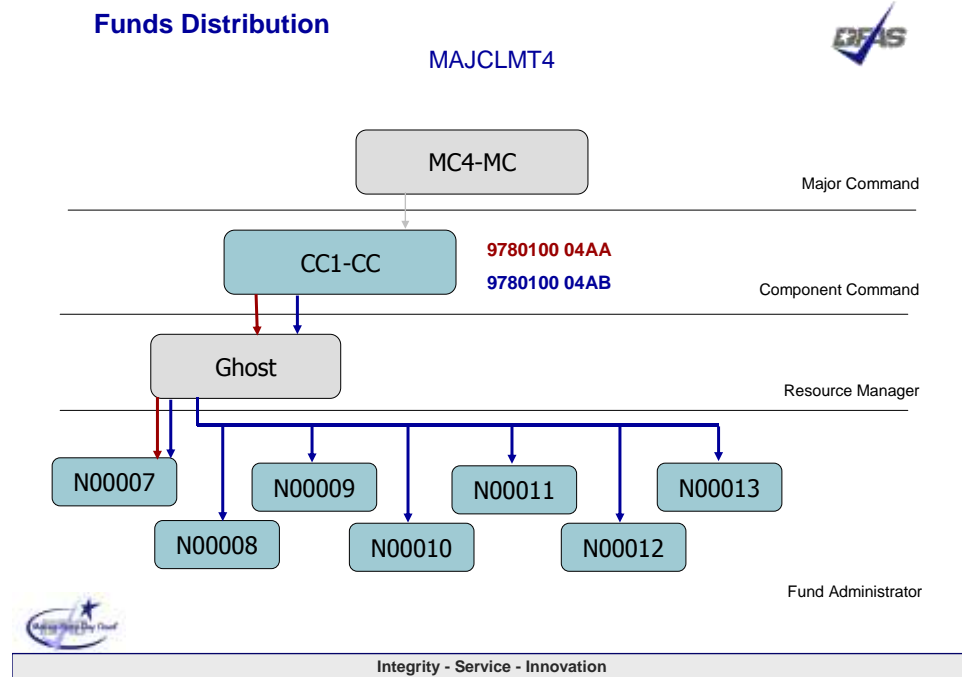 Funds Distribution
MAJCLMT4
DFAS
MC4-MC
Major Command
CC1-CC
9780100 04AA
9780100 04AB
Component Command
Ghost
Resource Manager
N00007
N00009
N00011
N00013
N00008
N00010
N00012
Fund Administrator
Integrity - Service - Innovation